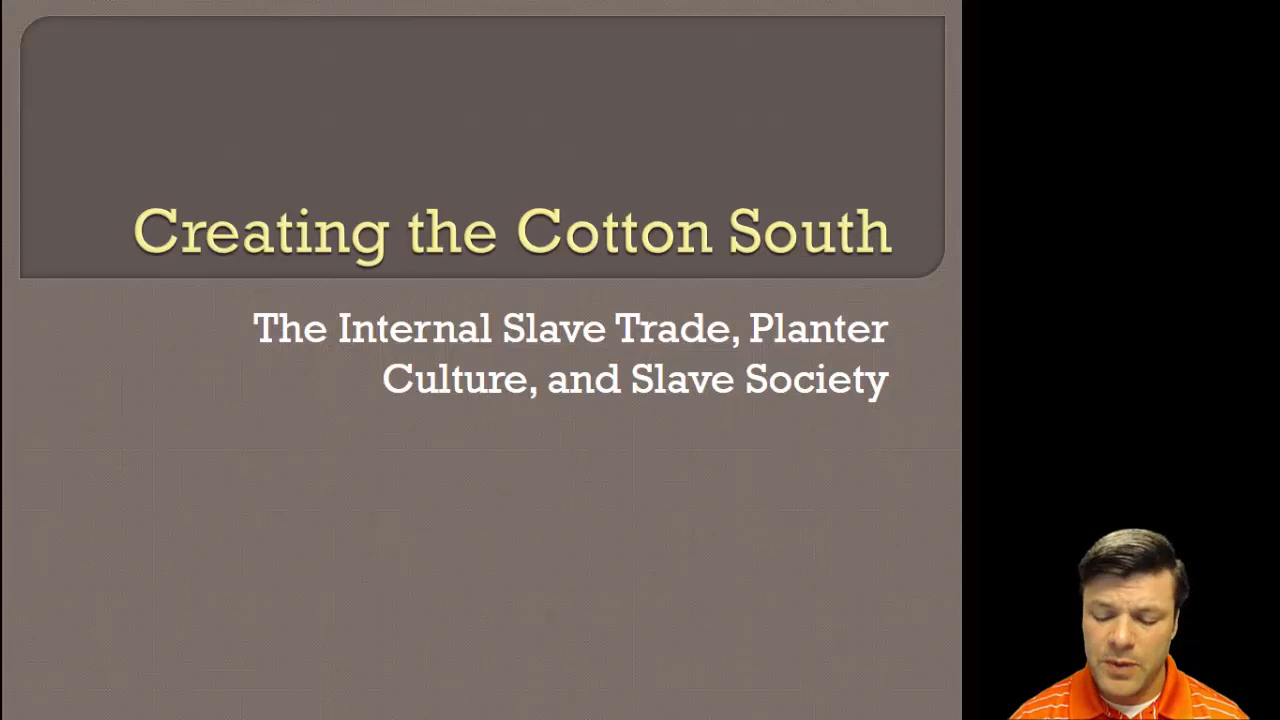 Creating the Cotton South
The Internal Slave Trade, Planter
Culture, and Slave Society